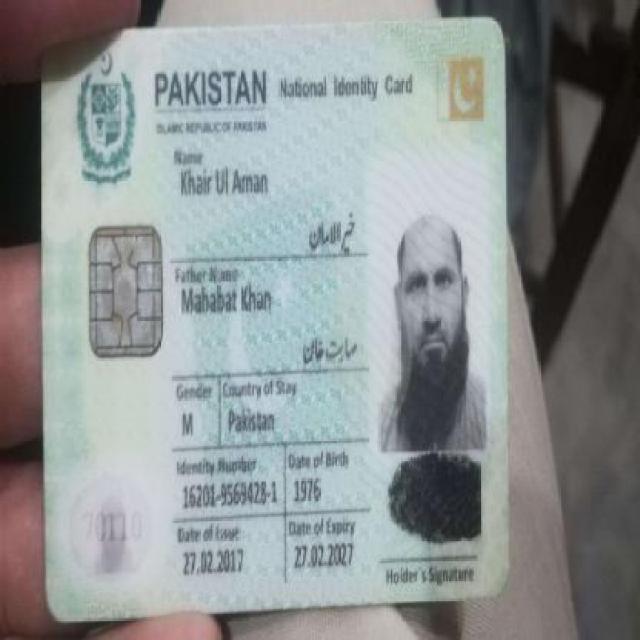 PAKISTAN National Identity Card
ISLAMIC REPUBLIC OF PAKISTAN
Name
Khair Ul Aman
خیر الامان
Father Name
Mahabat Khan
مہابت خان
Gender Country of Stay
M Pakistan
Identity Number Date of Birth
16201-9569428-1 1976
Date of Issue Date of Expiry
27.02.2017 27.02.2027
Holder's Signature